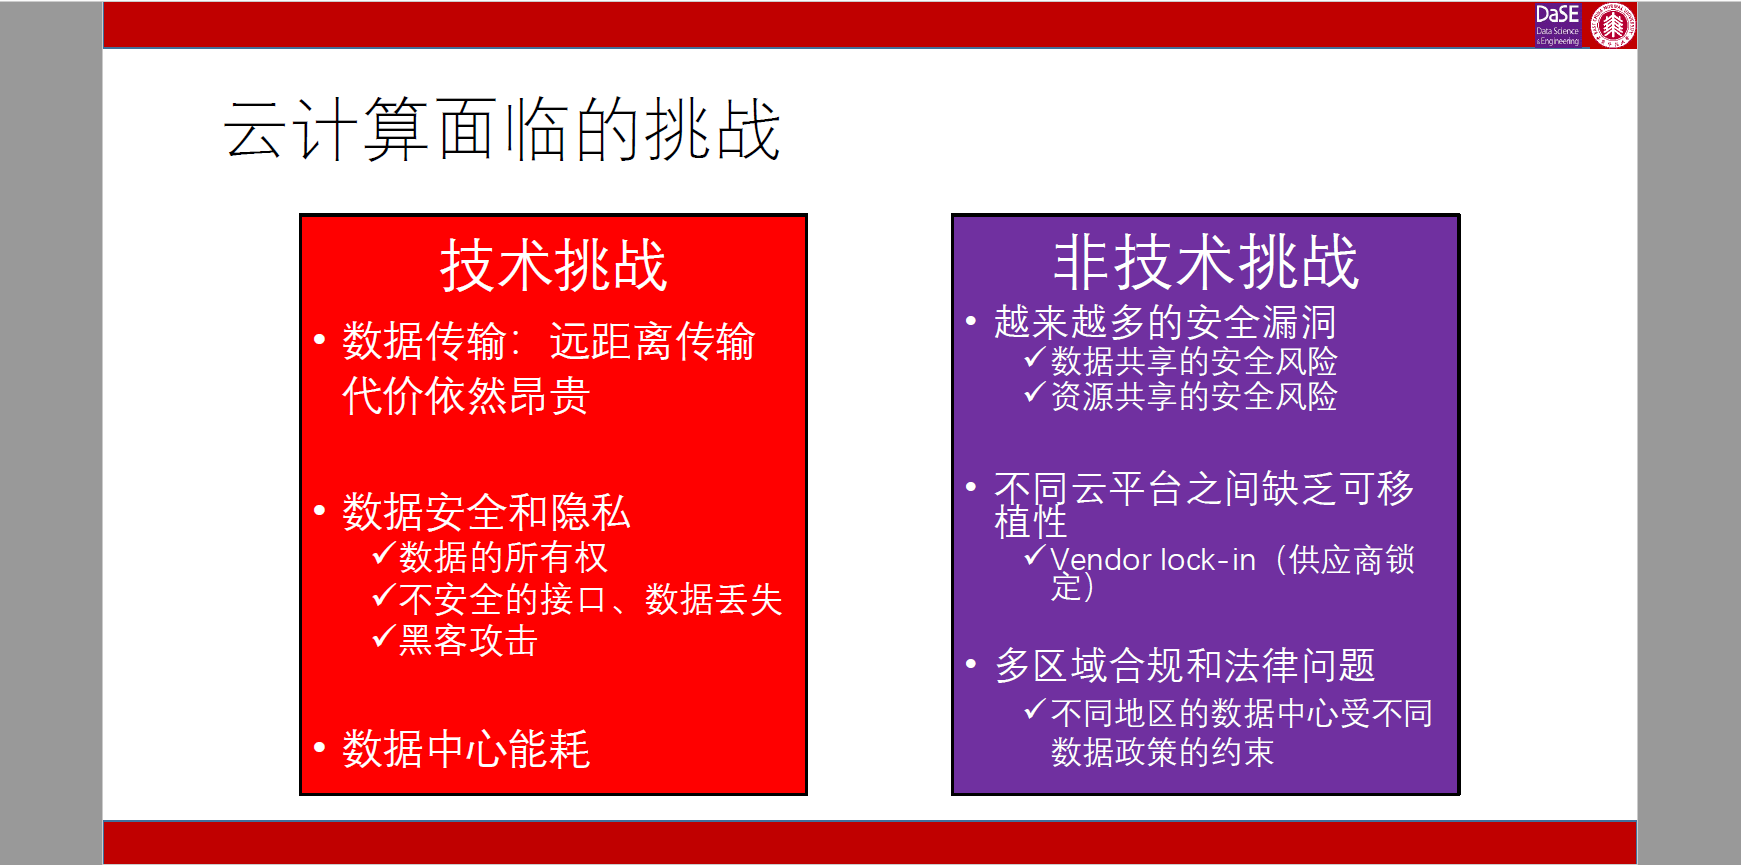 DaSE
Data Science
&Engineering
云计算面临的挑战
技术挑战
• 数据传输：远距离传输
代价依然昂贵
• 数据安全和隐私
✓数据的所有权
✓不安全的接口、数据丢失
✓黑客攻击
• 数据中心能耗
非技术挑战
• 越来越多的安全漏洞
✓数据共享的安全风险
✓资源共享的安全风险
• 不同云平台之间缺乏可移
植性
✓Vendor lock-in（供应商锁
定）
• 多区域合规和法律问题
✓不同地区的数据中心受不同
数据政策的约束